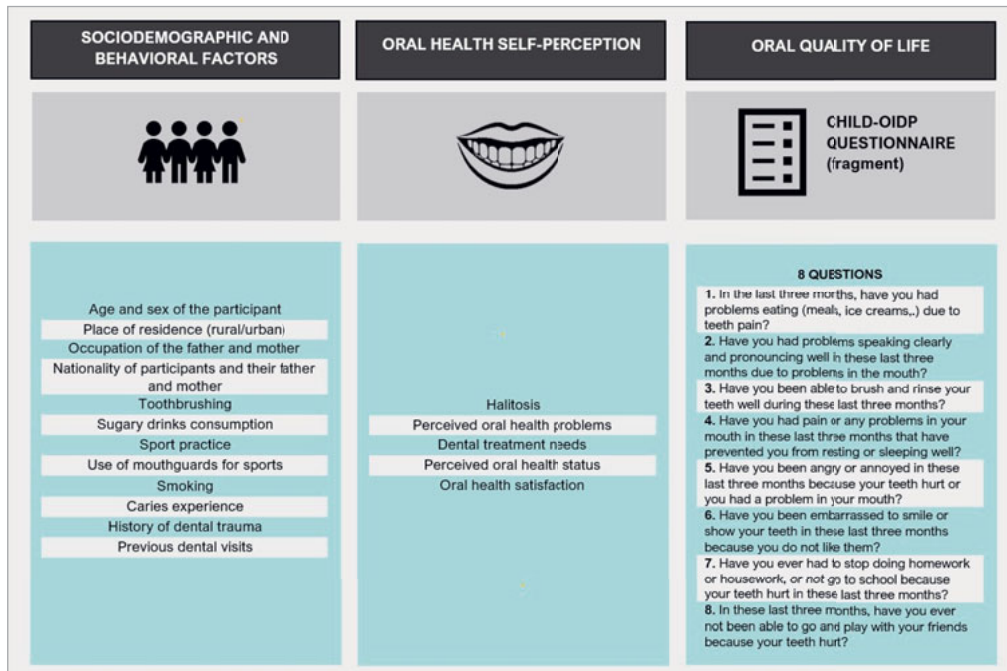 SOCIODEMOGRAPHIC AND
BEHAVIORAL FACTORS
Age and sex of the participant
Place of residence (rural/urban)
Occupation of the father and mother
Nationality of participants and their father
and mother
Toothbrushing
Sugary drinks consumption
Sport practice
Use of mouthguards for sports
Smoking
Caries experience
History of dental trauma
Previous dental visits
ORAL HEALTH SELF-PERCEPTION
Halitosis
Perceived oral health problems
Dental treatment needs
Perceived oral health status
Oral health satisfaction
ORAL QUALITY OF LIFE
CHILD-OIDP
QUESTIONNAIRE
(fragment)
8 QUESTIONS
1. In the last three months, have you had
problems eating (meals, ice creams,.) due to
teeth pain?
2. Have you had problems speaking clearly
and pronouncing well in these last three
months due to problems in the mouth?
3. Have you been able to brush and rinse your
teeth well during these last three months?
4. Have you had pain or any problems in your
mouth in these last three months that have
prevented you from resting or sleeping well?
5. Have you been angry or annoyed in these
last three months because your teeth hurt or
you had a problem in your mouth?
6. Have you been embarrassed to smile or
show your teeth in these last three months
because you do not like them?
7. Have you ever had to stop doing homework
or housework, or not go to school because
your teeth hurt in these last three months?
8. In these last three months, have you ever
not been able to go and play with your friends
because your teeth hurt?